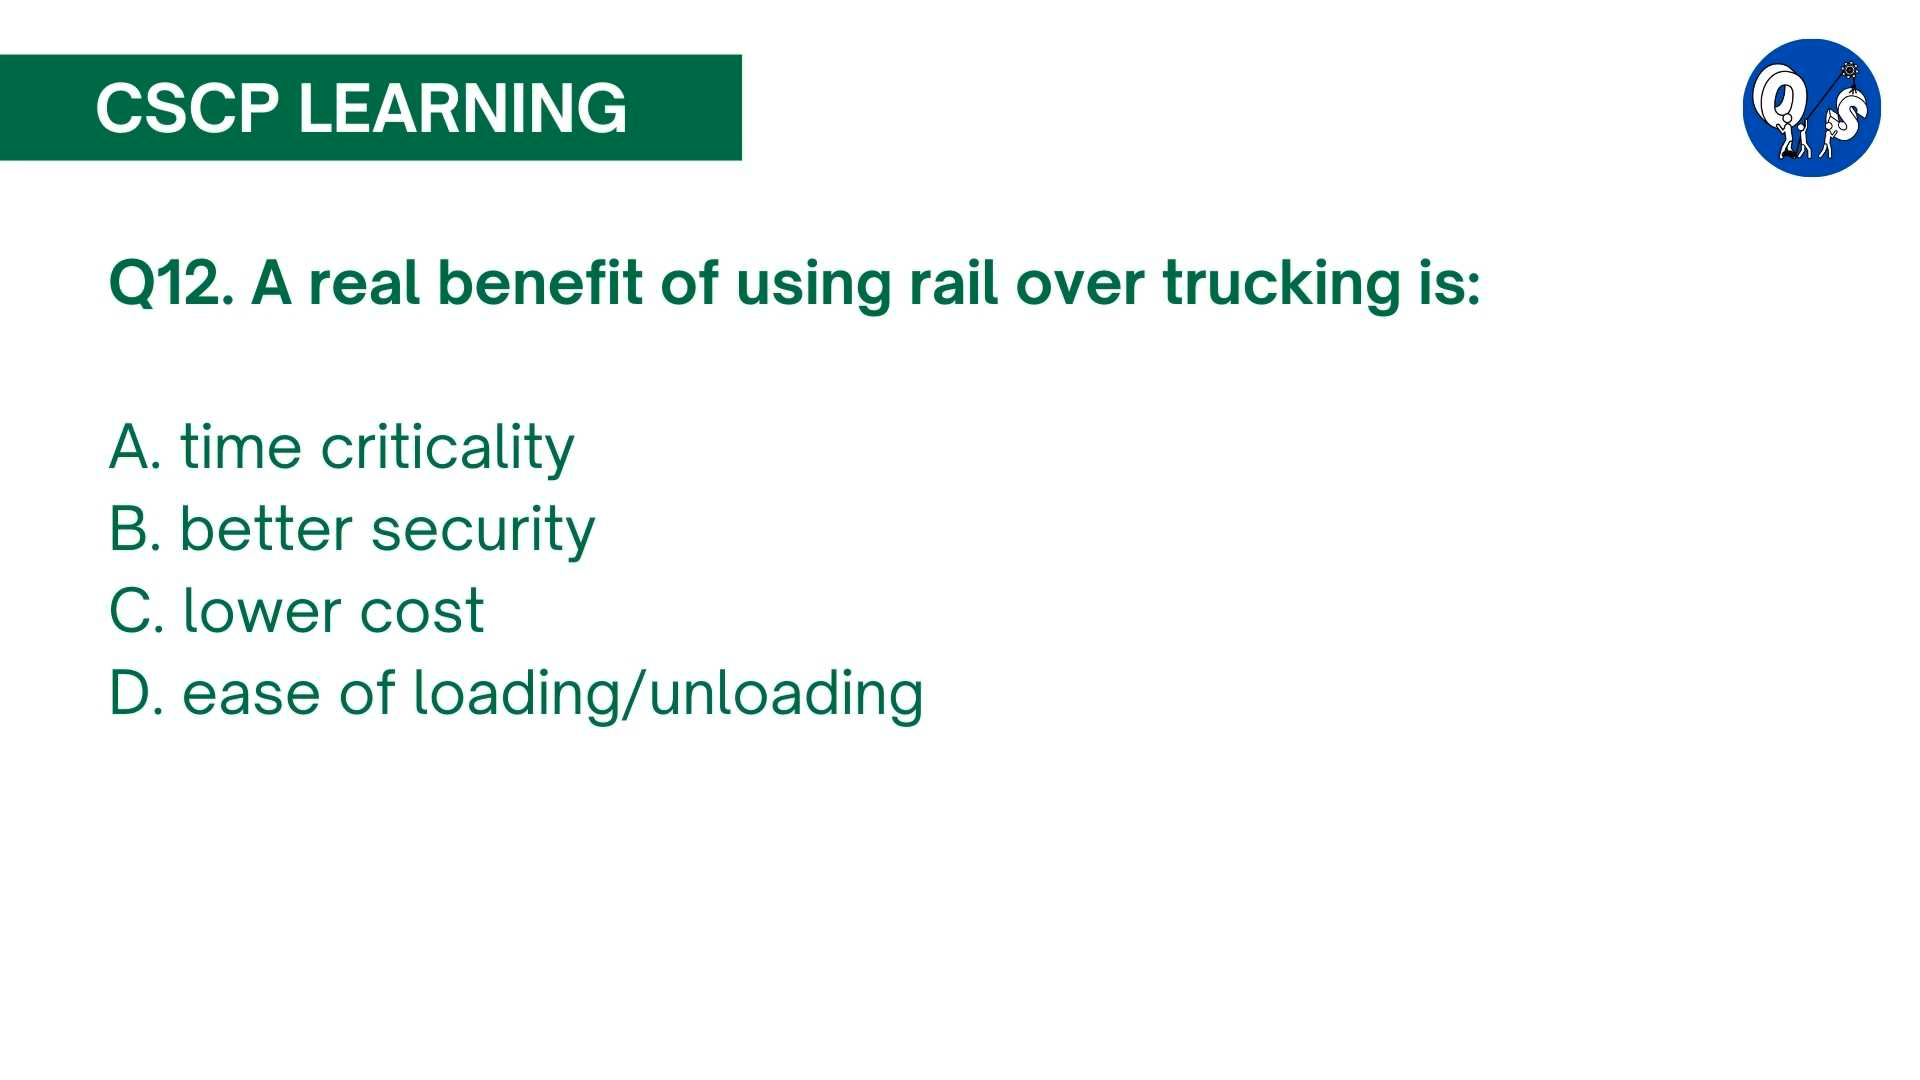 CSCP LEARNING
Q/S
Q12. A real benefit of using rail over trucking is:
A. time criticality
B. better security
C. lower cost
D. ease of loading/unloading